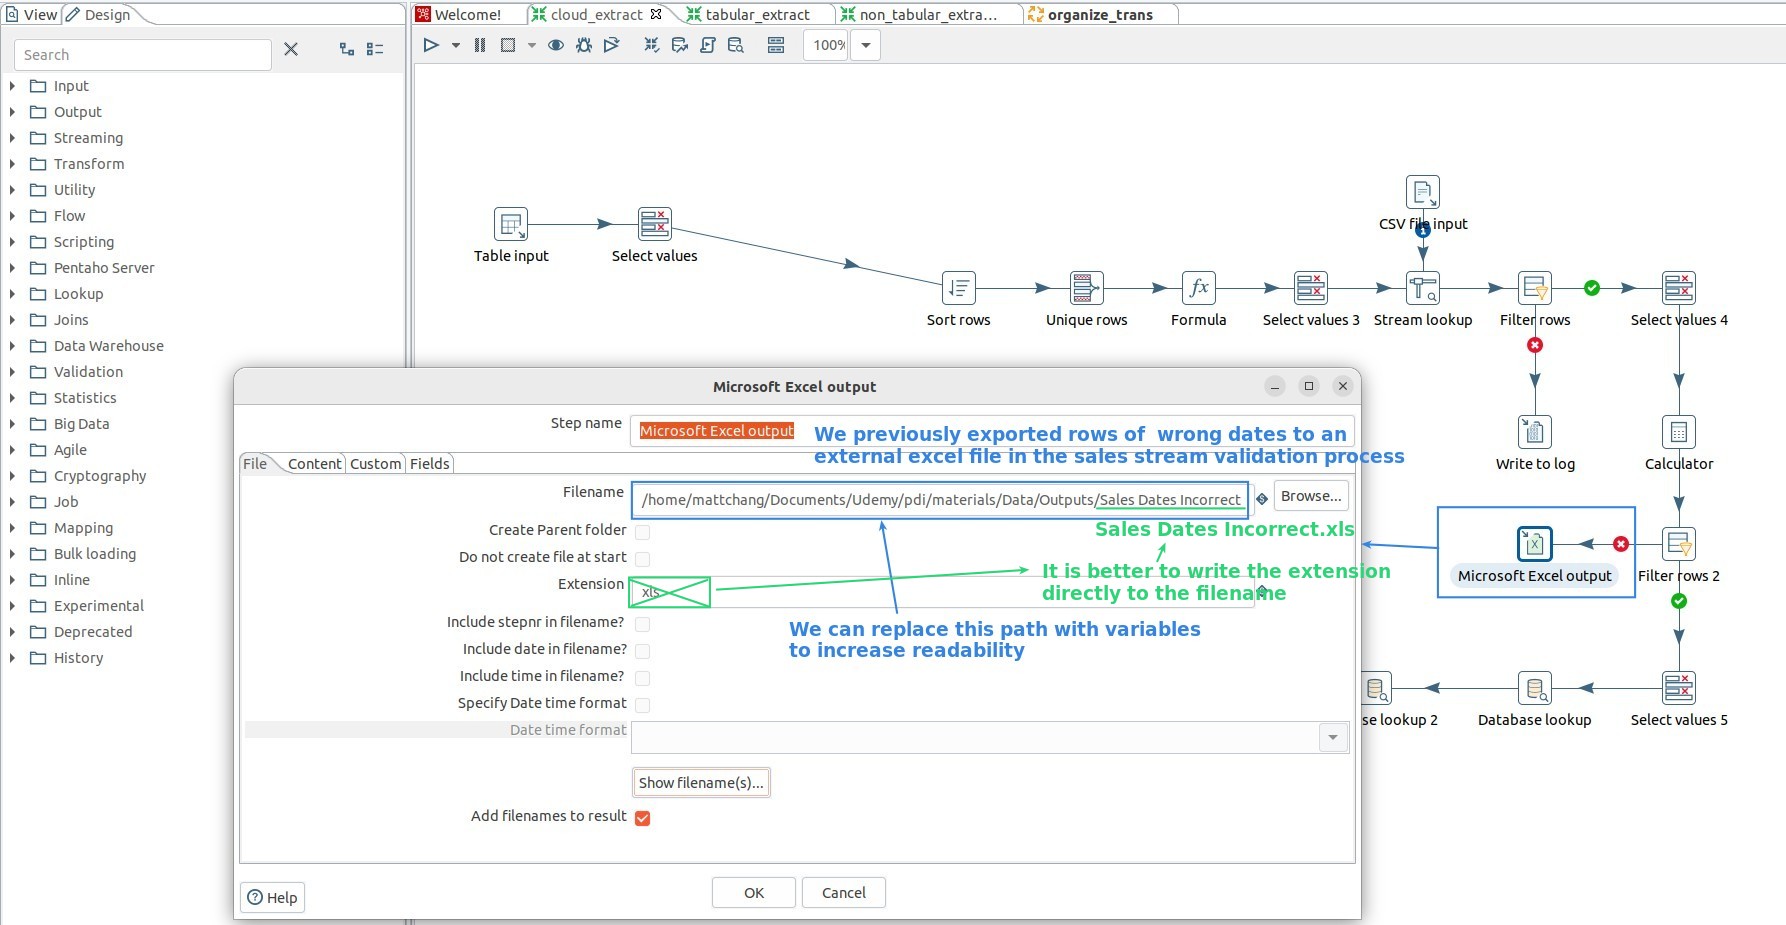 View
Design
Welcome!
cloud_extract
tabular_extract
non_tabular_extra...
organize_trans
Search
100%
Input
Output
Streaming
Transform
Utility
Flow
Scripting
Pentaho Server
Lookup
Joins
Data Warehouse
Validation
Statistics
Big Data
Agile
Cryptography
Job
Mapping
Bulk loading
Inline
Experimental
Deprecated
History
CSV file input
Table input
Select values
Sort rows
Unique rows
Formula
Select values 3
Stream lookup
Filter rows
Select values 4
Write to log
Calculator
Microsoft Excel output
Filter rows 2
se lookup 2
Database lookup
Select values 5
Microsoft Excel output
Step name
Microsoft Excel output
We previously exported rows of wrong dates to an
external excel file in the sales stream validation process
File
Content
Custom
Fields
Filename
/home/mattchang/Documents/Udemy/pdi/materials/Data/Outputs/Sales Dates Incorrect
Browse...
Create Parent folder
Sales Dates Incorrect.xls
Do not create file at start
Extension
xls
It is better to write the extension
directly to the filename
Include stepnr in filename?
We can replace this path with variables
to increase readability
Include date in filename?
Include time in filename?
Specify Date time format
Date time format
Show filename(s)...
Add filenames to result
Help
OK
Cancel